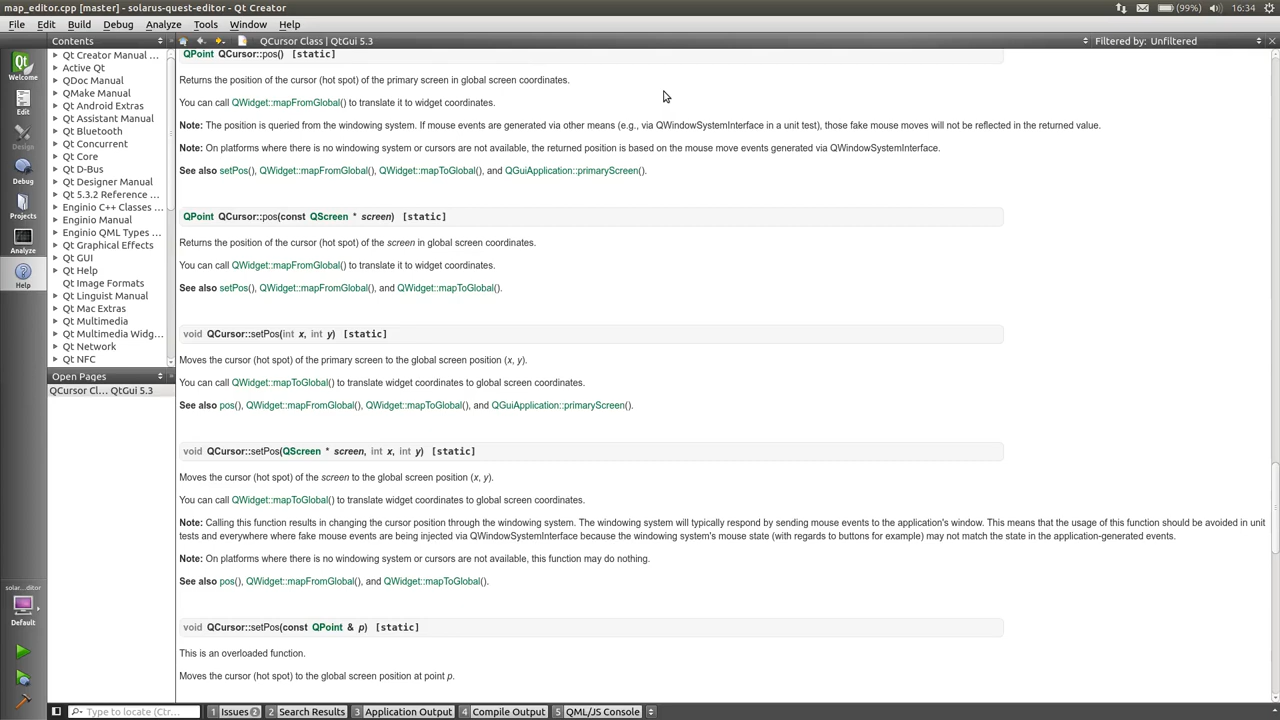 map_editor.cpp [master] - solarus-quest-editor - Qt Creator
(99%) 16:34
File Edit Build Debug Analyze Tools Window Help
Contents
QCursor Class | QtGui 5.3
Filtered by: Unfiltered
Welcome
Edit
Design
Debug
Projects
Analyze
Help
Qt Creator Manual ...
Active Qt
QDoc Manual
QMake Manual
Qt Android Extras
Qt Assistant Manual
Qt Bluetooth
Qt Concurrent
Qt Core
Qt D-Bus
Qt Designer Manual
Qt 5.3.2 Reference ...
Enginio C++ Classes ...
Enginio Manual
Enginio QML Types ...
Qt Graphical Effects
Qt GUI
Qt Help
Qt Image Formats
Qt Linguist Manual
Qt Mac Extras
Qt Multimedia
Qt Multimedia Widg...
Qt Network
Qt NFC
Open Pages
QCursor Cl... QtGui 5.3
QPoint QCursor::pos() [static]
Returns the position of the cursor (hot spot) of the primary screen in global screen coordinates.
You can call QWidget::mapFromGlobal() to translate it to widget coordinates.
Note: The position is queried from the windowing system. If mouse events are generated via other means (e.g., via QWindowSystemInterface in a unit test), those fake mouse moves will not be reflected in the returned value.
Note: On platforms where there is no windowing system or cursors are not available, the returned position is based on the mouse move events generated via QWindowSystemInterface.
See also setPos(), QWidget::mapFromGlobal(), QWidget::mapToGlobal(), and QGuiApplication::primaryScreen().
QPoint QCursor::pos(const QScreen * screen) [static]
Returns the position of the cursor (hot spot) of the screen in global screen coordinates.
You can call QWidget::mapFromGlobal() to translate it to widget coordinates.
See also setPos(), QWidget::mapFromGlobal(), and QWidget::mapToGlobal().
void QCursor::setPos(int x, int y) [static]
Moves the cursor (hot spot) of the primary screen to the global screen position (x, y).
You can call QWidget::mapToGlobal() to translate widget coordinates to global screen coordinates.
See also pos(), QWidget::mapFromGlobal(), QWidget::mapToGlobal(), and QGuiApplication::primaryScreen().
void QCursor::setPos(QScreen * screen, int x, int y) [static]
Moves the cursor (hot spot) of the screen to the global screen position (x, y).
You can call QWidget::mapToGlobal() to translate widget coordinates to global screen coordinates.
Note: Calling this function results in changing the cursor position through the windowing system. The windowing system will typically respond by sending mouse events to the application's window. This means that the usage of this function should be avoided in unit
tests and everywhere where fake mouse events are being injected via QWindowSystemInterface because the windowing system's mouse state (with regards to buttons for example) may not match the state in the application-generated events.
Note: On platforms where there is no windowing system or cursors are not available, this function may do nothing.
See also pos(), QWidget::mapFromGlobal(), and QWidget::mapToGlobal().
void QCursor::setPos(const QPoint & p) [static]
This is an overloaded function.
Moves the cursor (hot spot) to the global screen position at point p.
solar...ditor
Default
Type to locate (Ctr...
1 Issues 2
2 Search Results
3 Application Output
4 Compile Output
5 QML/JS Console